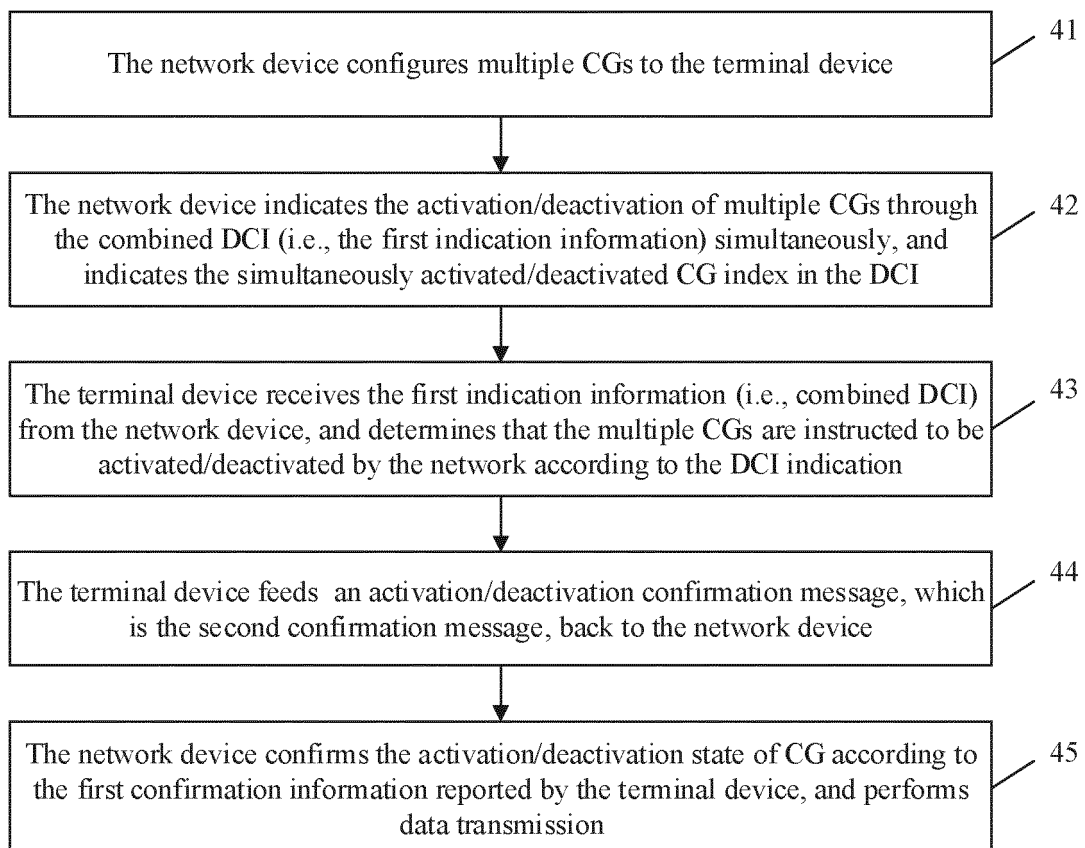 The network device configures multiple CGs to the terminal device
41
The network device indicates the activation/deactivation of multiple CGs through
the combined DCI (i.e., the first indication information) simultaneously, and
indicates the simultaneously activated/deactivated CG index in the DCI
42
The terminal device receives the first indication information (i.e., combined DCI)
from the network device, and determines that the multiple CGs are instructed to be
activated/deactivated by the network according to the DCI indication
43
The terminal device feeds an activation/deactivation confirmation message, which
is the second confirmation message, back to the network device
44
The network device confirms the activation/deactivation state of CG according to
the first confirmation information reported by the terminal device, and performs
data transmission
45